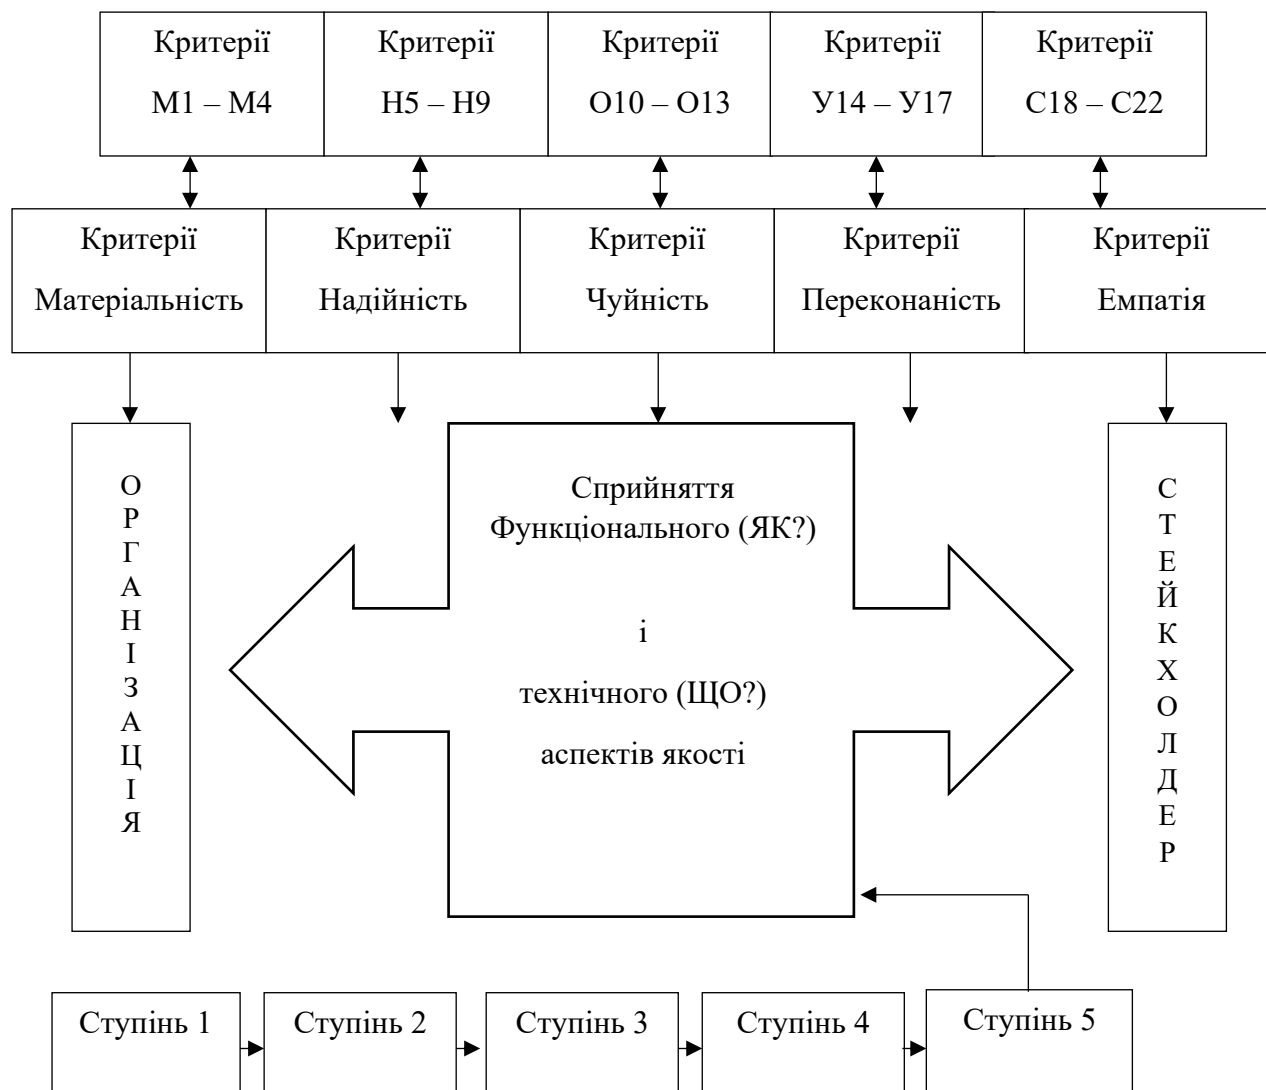 Критерії
М1 – М4
Критерії
Н5 – Н9
Критерії
О10 – О13
Критерії
У14 – У17
Критерії
С18 – С22
Критерії
Матеріальність
Критерії
Надійність
Критерії
Чуйність
Критерії
Переконаність
Критерії
Емпатія
О
Р
Г
А
Н
І
З
А
Ц
І
Я
Сприйняття
Функціонального (ЯК?)
і
технічного (ЩО?)
аспектів якості
С
Т
Е
Й
К
Х
О
Л
Д
Е
Р
Ступінь 1
Ступінь 2
Ступінь 3
Ступінь 4
Ступінь 5